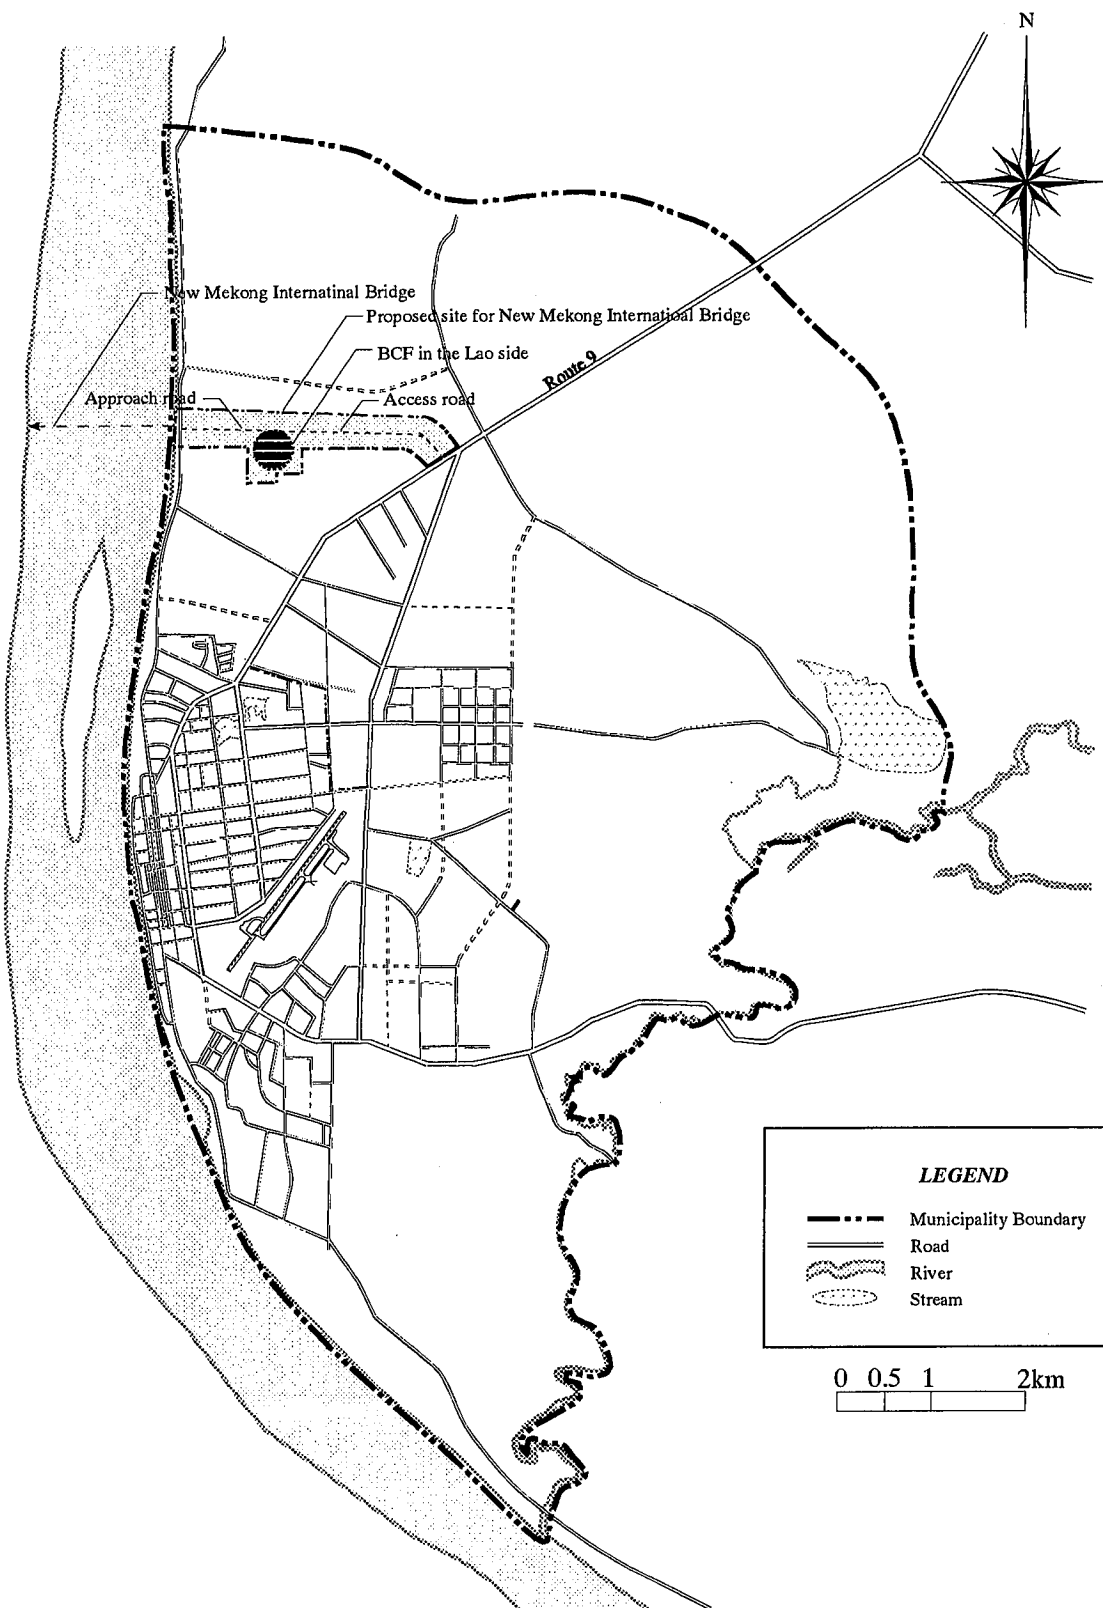 N
New Mekong Internatinal Bridge
Proposed site for New Mekong Internatioal Bridge
BCF in the Lao side
Route 9
Approach road
Access road
LEGEND
Municipality Boundary
Road
River
Stream
0 0.5 1 2km